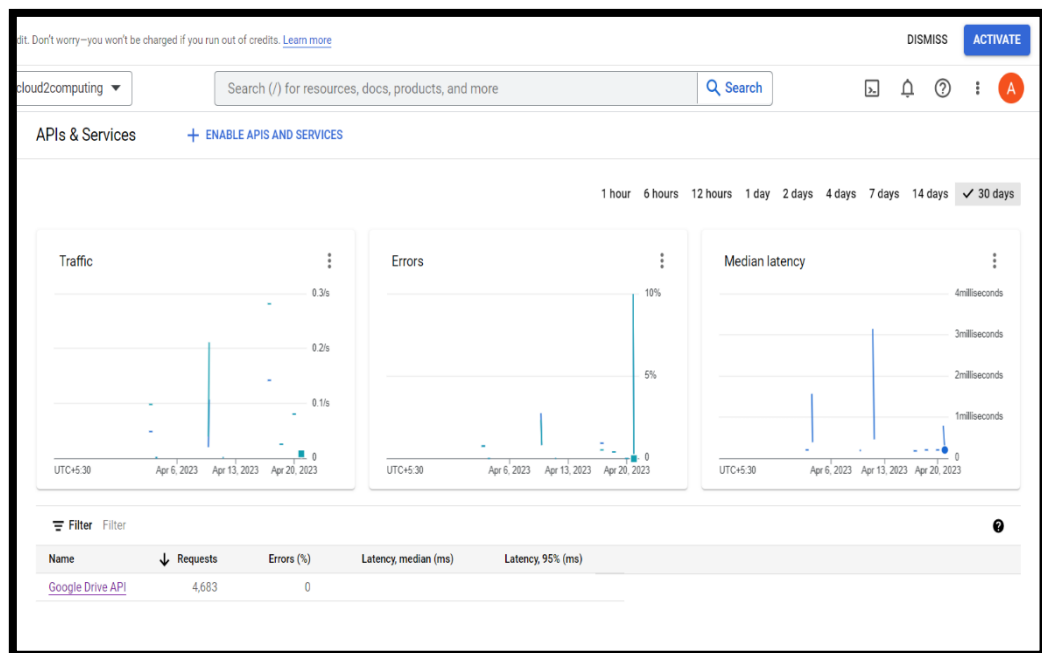 dit. Don't worry—you won't be charged if you run out of credits. Learn more
DISMISS
ACTIVATE
cloud2computing
Search (/) for resources, docs, products, and more
Search
A
APIs & Services
+ ENABLE APIS AND SERVICES
1 hour 6 hours 12 hours 1 day 2 days 4 days 7 days 14 days 30 days
Traffic
0.3/s
0.2/s
0.1/s
0
UTC+5:30 Apr 6, 2023 Apr 13, 2023 Apr 20, 2023
Errors
10%
5%
0
UTC+5:30 Apr 6, 2023 Apr 13, 2023 Apr 20, 2023
Median latency
4milliseconds
3milliseconds
2milliseconds
1milliseconds
0
UTC+5:30 Apr 6, 2023 Apr 13, 2023 Apr 20, 2023
Filter Filter
Name Requests Errors (%) Latency, median (ms) Latency, 95% (ms)
Google Drive API 4,683 0